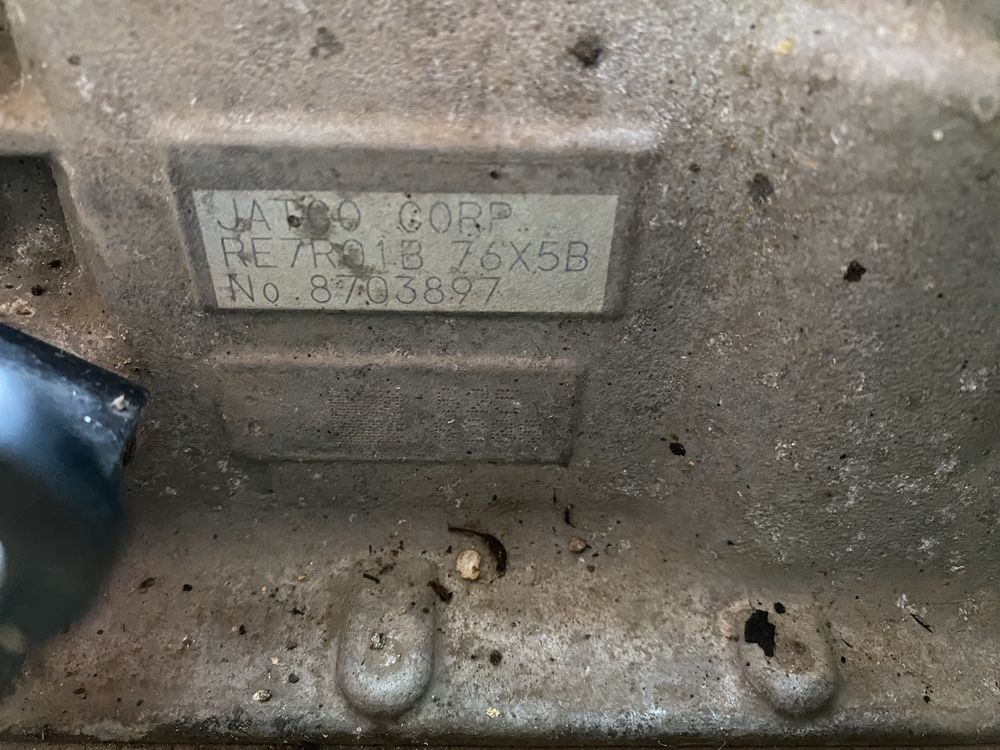 JATCO CORP.
RE7R01B 76X5B
No 8703897